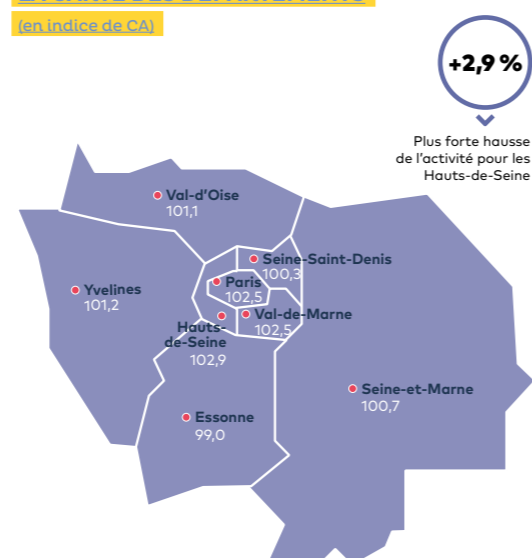 (en indice de CA)
+2,9 %
Plus forte hausse
de l'activité pour les
Hauts-de-Seine
Val-d'Oise
101,1
Seine-Saint-Denis
100,3
Yvelines
101,2
Paris
102,5
Val-de-Marne
102,5
Hauts-
de-Seine
102,9
Seine-et-Marne
100,7
Essonne
99,0